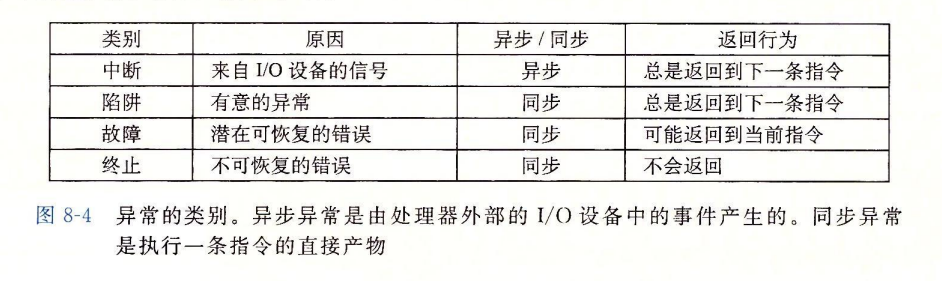 类别 原因 异步 / 同步 返回行为
中断 来自 I/O 设备的信号 异步 总是返回到下一条指令
陷阱 有意的异常 同步 总是返回到下一条指令
故障 潜在可恢复的错误 同步 可能返回到当前指令
终止 不可恢复的错误 同步 不会返回
图 8-4 异常的类别。异步异常是由处理器外部的 I/O 设备中的事件产生的。同步异常
是执行一条指令的直接产物